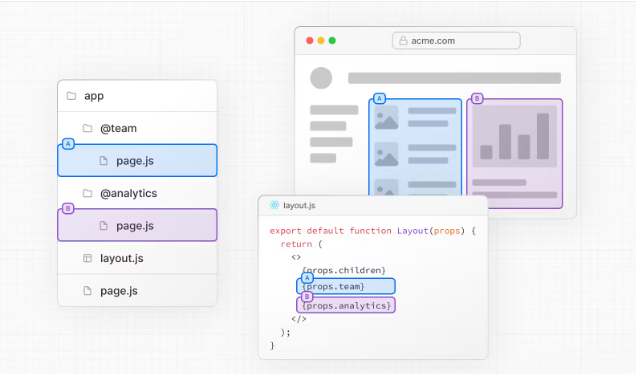 app
@team
A
page.js
@analytics
B
page.js
layout.js
page.js
acme.com
A
B
layout.js
export default function Layout(props) {
return (
<>
{props.children}
A
{props.team}
B
{props.analytics}
</>
);
}